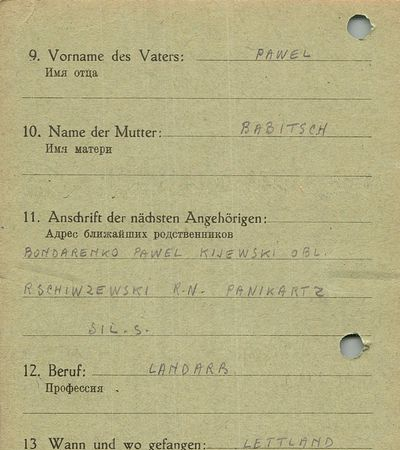 9. Vorname des Vaters: PAWEL
Имя отца
10. Name der Mutter: BABITSCH
Имя матери
11. Anschrift der nächsten Angehörigen:
Адрес ближайших родственников
BONDARENKO PAWEL KIJEWSKI OBL.
RSCHIWZEWSKI R.N. PANIKARTZ
SIL. S.
12. Beruf: LANDARB.
Профессия
13 Wann und wo gefangen: LETTLAND